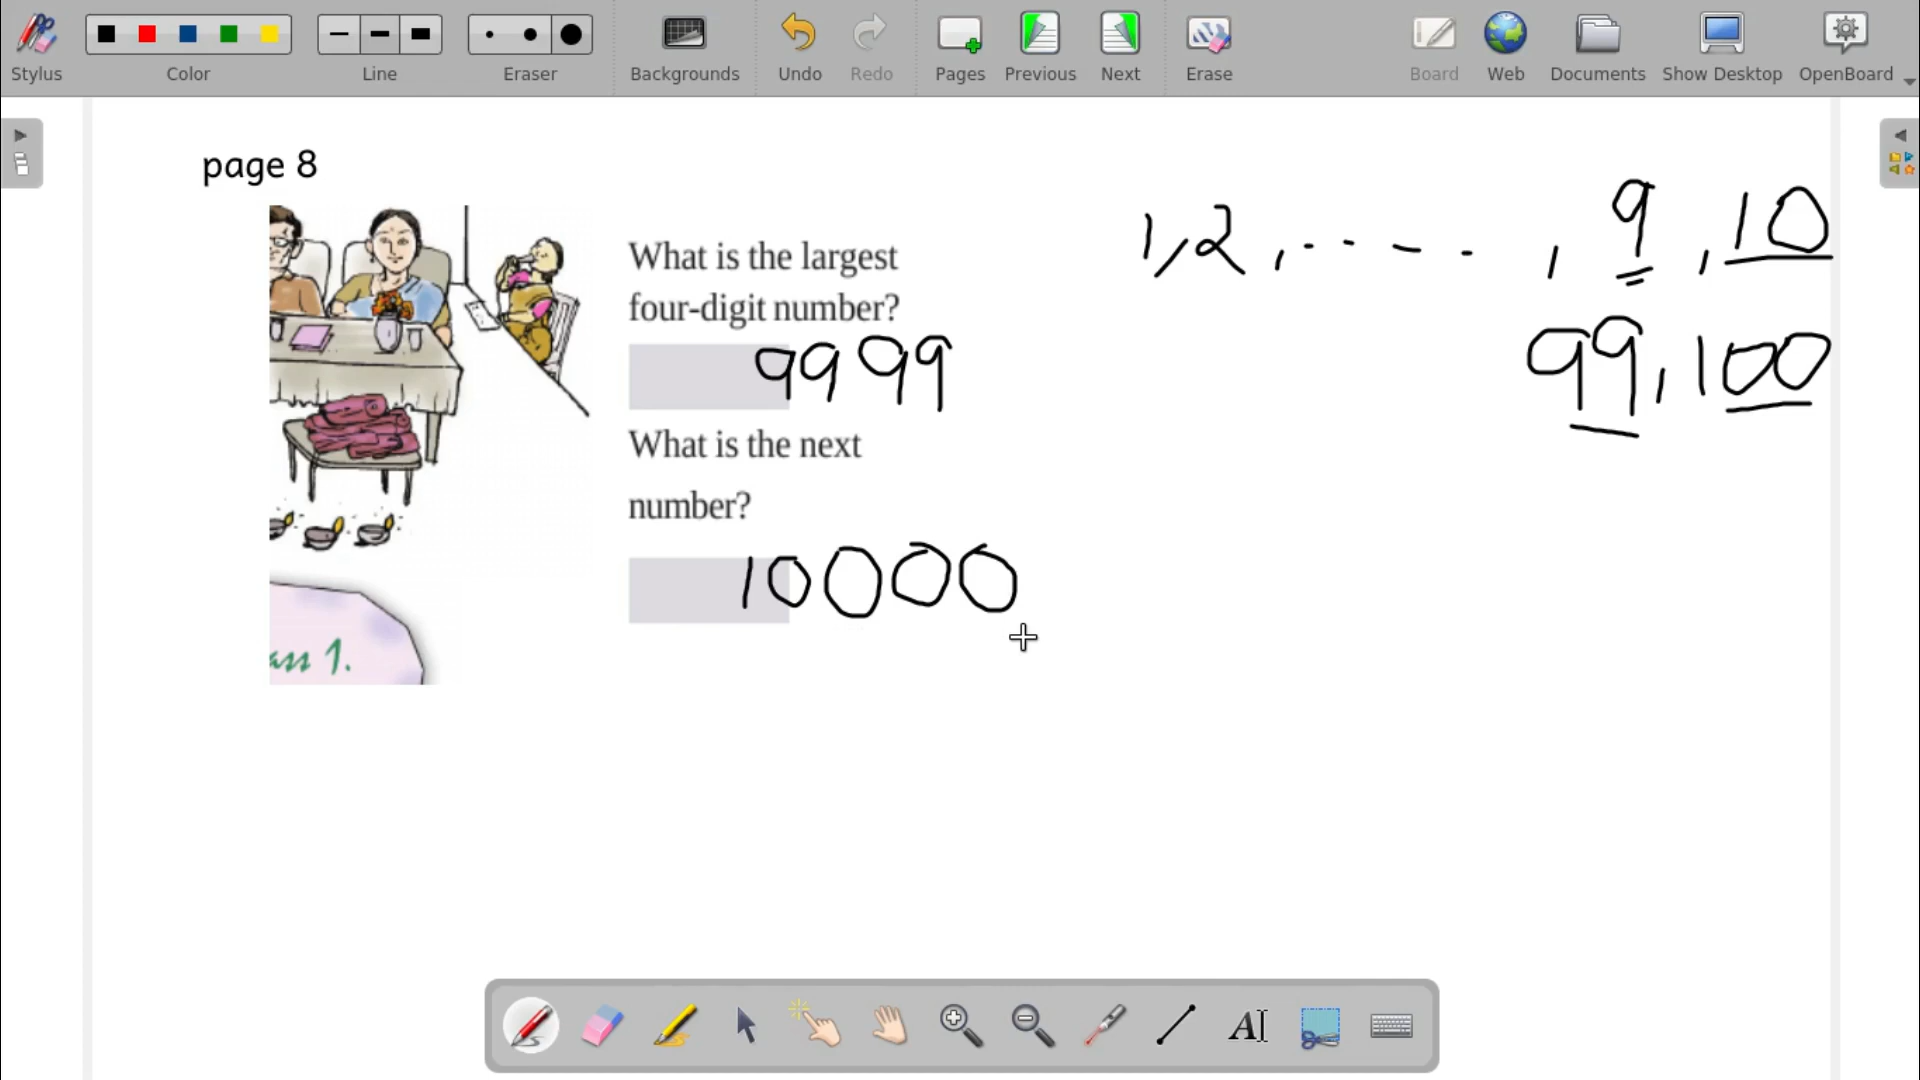 Stylus Color Line Eraser Backgrounds Undo Redo Pages Previous Next Erase Board Web Documents Show Desktop OpenBoard
page 8
What is the largest
four-digit number?
9999
What is the next
number?
10000
ass 1.
1,2,-----,9,10
99,100